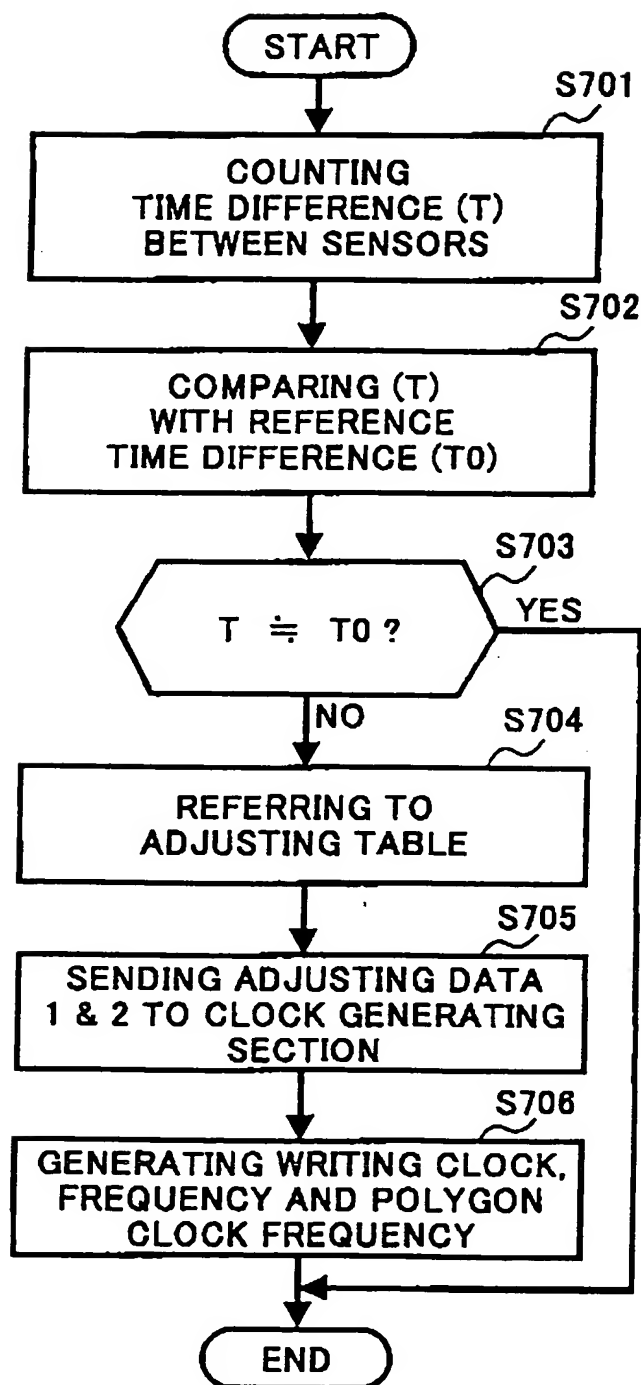 START
S701
COUNTING
TIME DIFFERENCE (T)
BETWEEN SENSORS
S702
COMPARING (T)
WITH REFERENCE
TIME DIFFERENCE (T0)
S703
T ≒ T0 ?
YES
NO
S704
REFERRING TO
ADJUSTING TABLE
S705
SENDING ADJUSTING DATA
1 & 2 TO CLOCK GENERATING
SECTION
S706
GENERATING WRITING CLOCK,
FREQUENCY AND POLYGON
CLOCK FREQUENCY
END